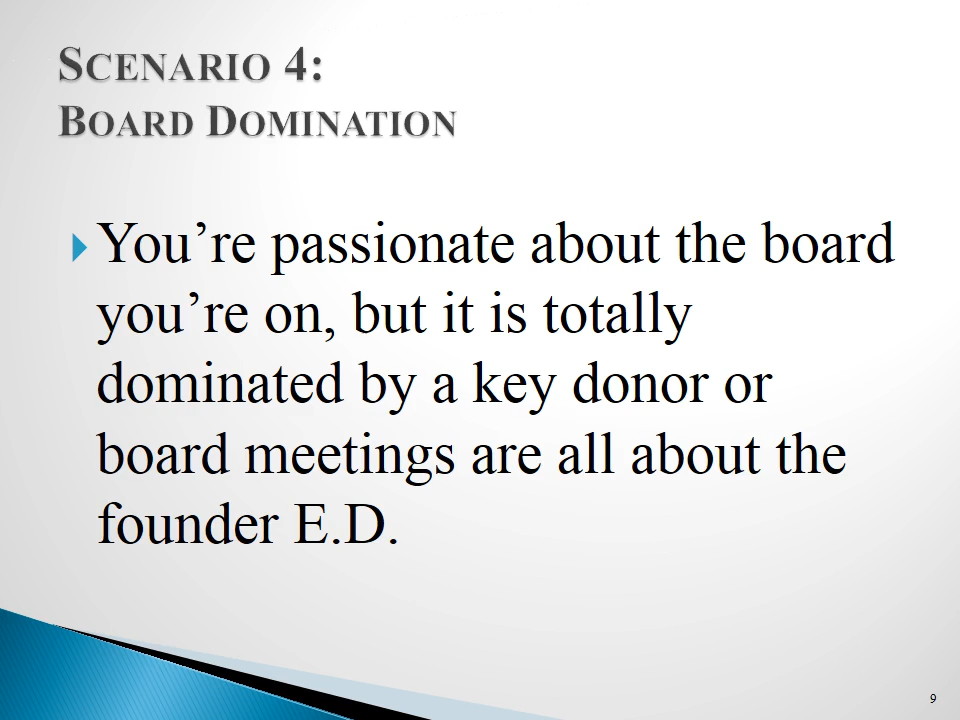 Scenario 4:
Board Domination
You’re passionate about the board
you’re on, but it is totally
dominated by a key donor or
board meetings are all about the
founder E.D.
9